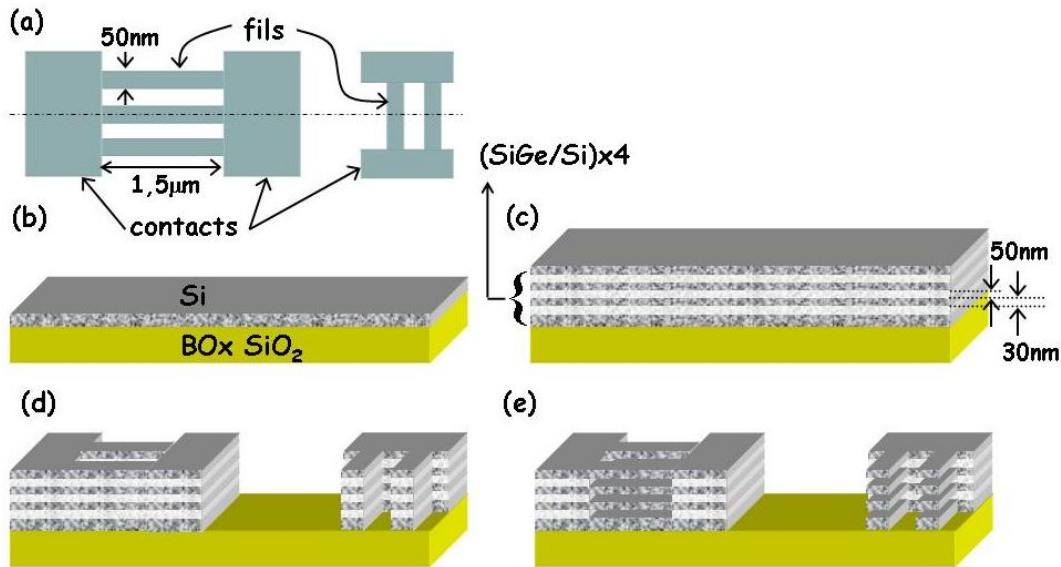 (a)
50nm
fils
1,5µm
contacts
(SiGe/Si)x4
(b)
Si
BOx SiO₂
(c)
50nm
30nm
(d)
(e)